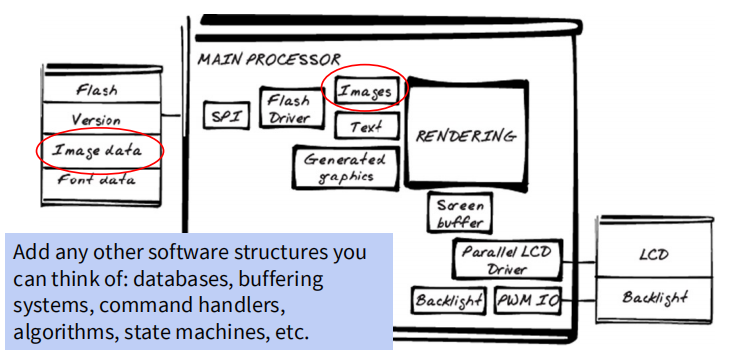 MAIN PROCESSOR
Flash
Version
Image data
Font data
SPI
Flash
Driver
Images
Text
Generated
graphics
RENDERING
Screen
buffer
Parallel LCD
Driver
Backlight
PWM IO
LCD
Backlight
Add any other software structures you
can think of: databases, buffering
systems, command handlers,
algorithms, state machines, etc.